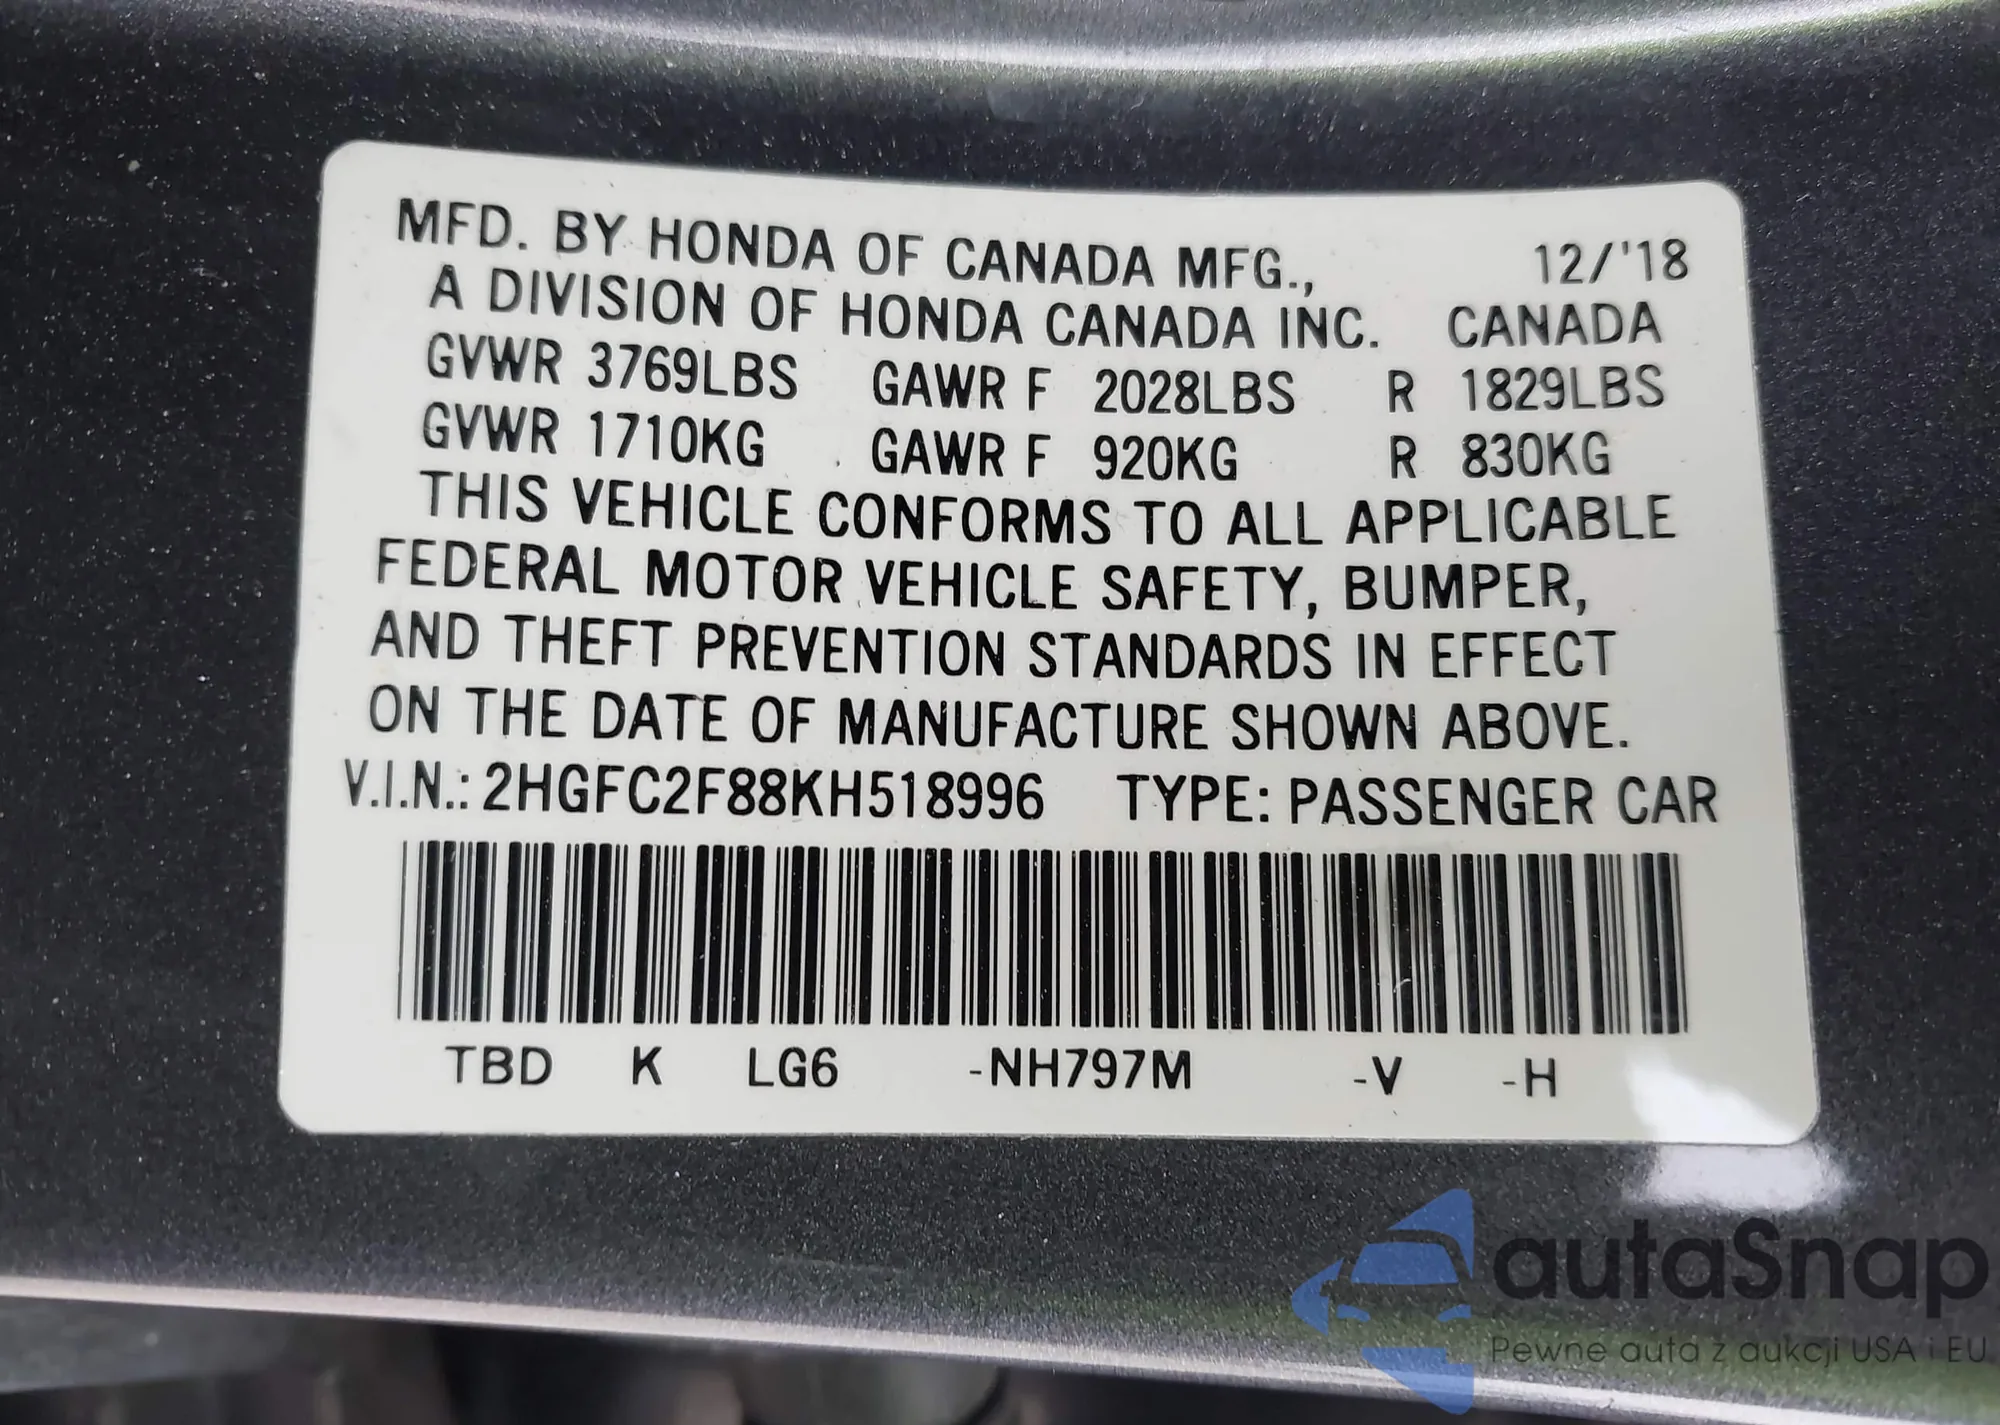 MFD. BY HONDA OF CANADA MFG., 12/'18
A DIVISION OF HONDA CANADA INC. CANADA
GVWR 3769LBS GAWR F 2028LBS R 1829LBS
GVWR 1710KG GAWR F 920KG R 830KG
THIS VEHICLE CONFORMS TO ALL APPLICABLE
FEDERAL MOTOR VEHICLE SAFETY, BUMPER,
AND THEFT PREVENTION STANDARDS IN EFFECT
ON THE DATE OF MANUFACTURE SHOWN ABOVE.
V.I.N.: 2HGFC2F88KH518996 TYPE: PASSENGER CAR
TBD K LG6 -NH797M -V -H
autaSnap
Pewne auta z aukcji USA i EU